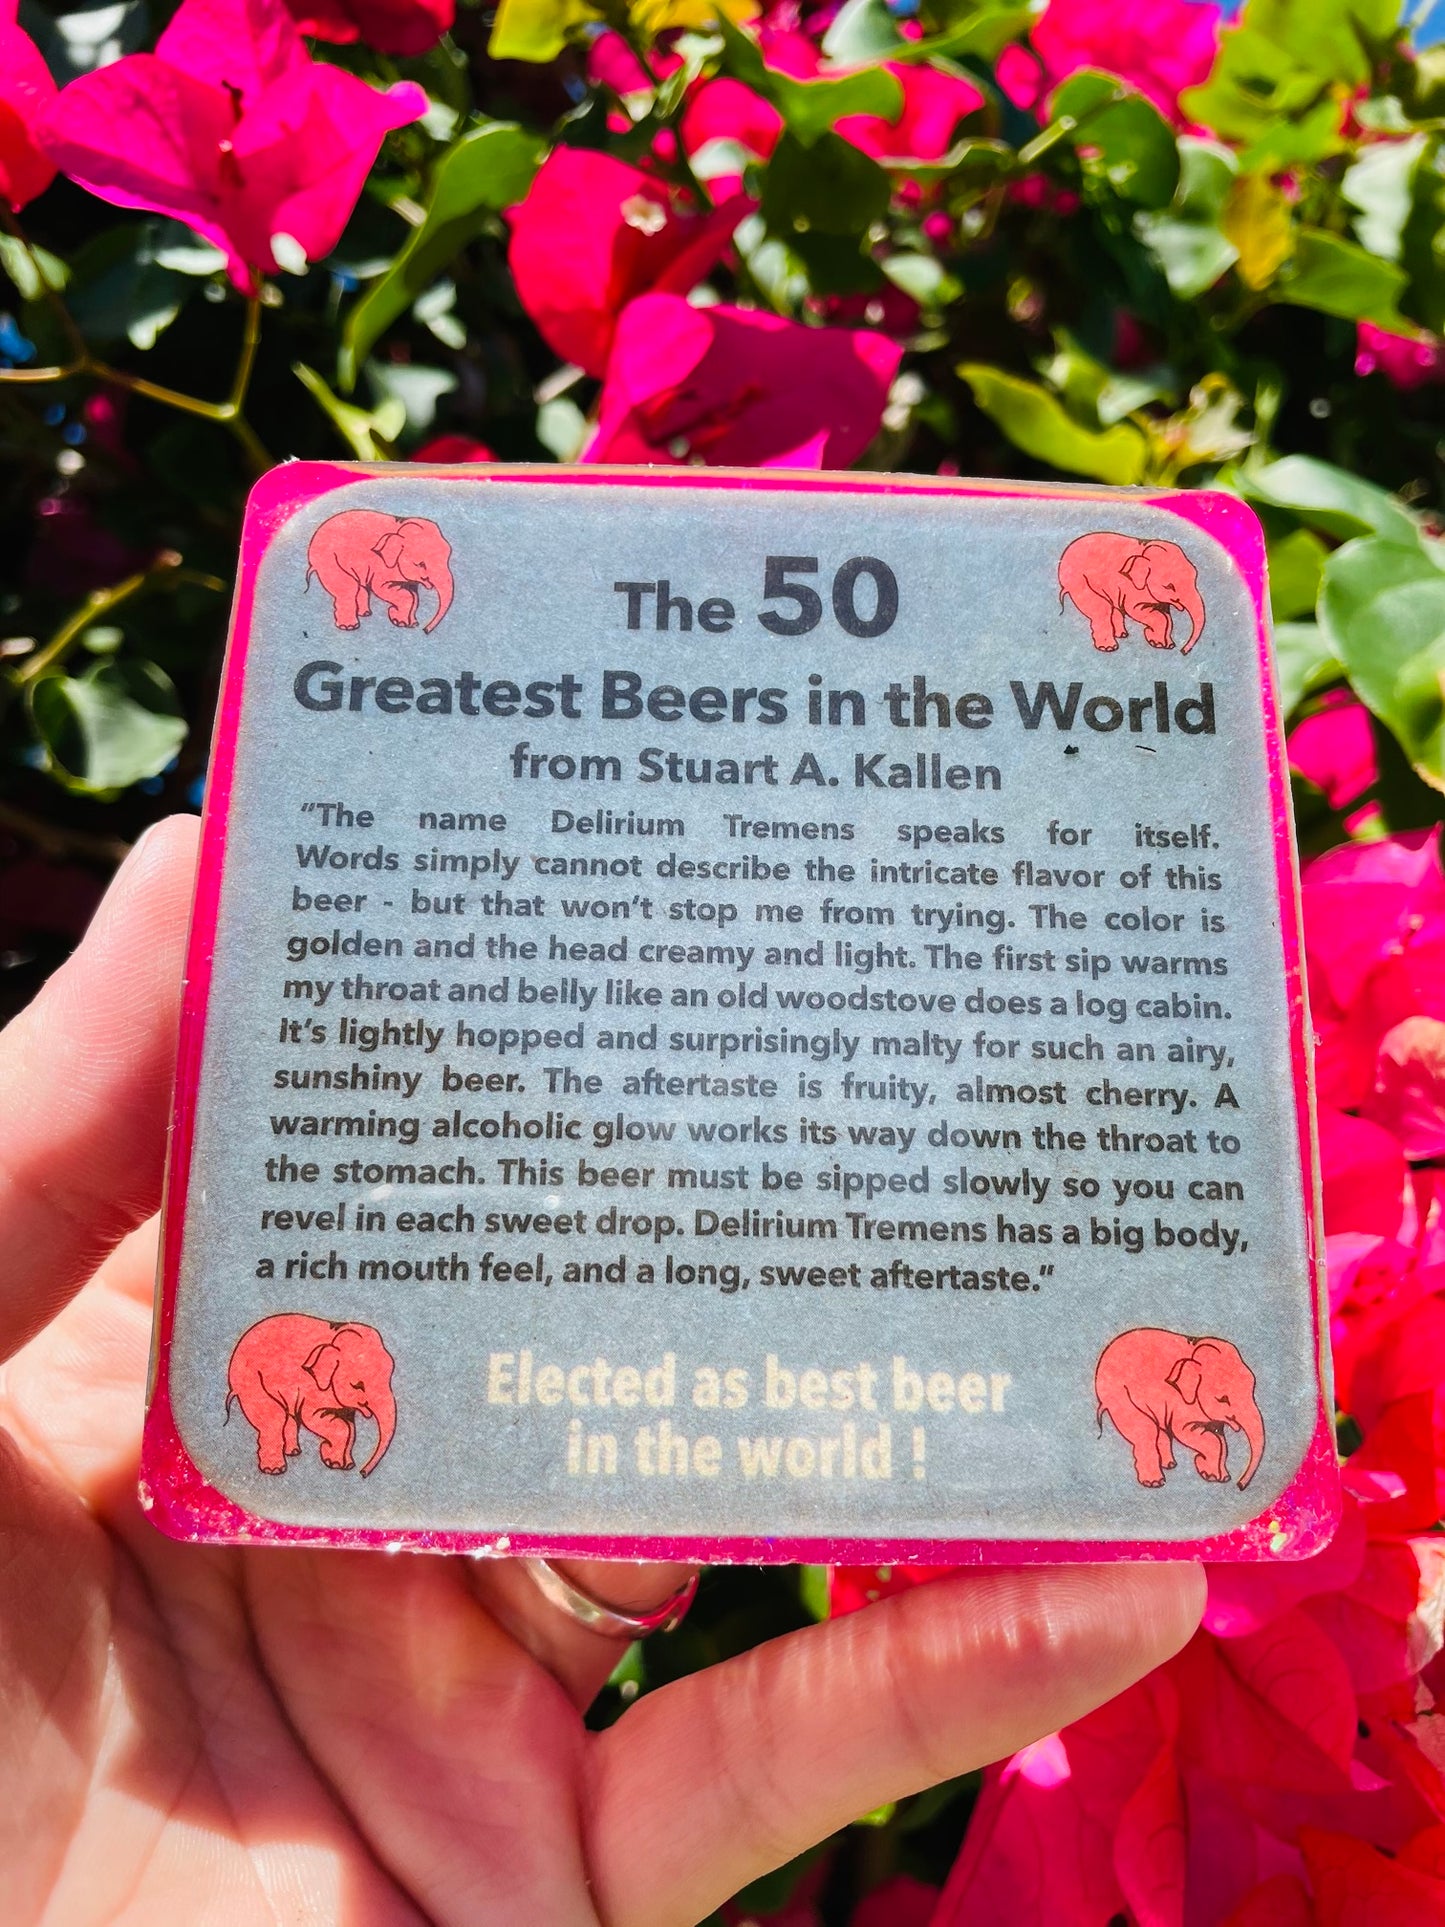 The 50
Greatest Beers in the World
from Stuart A. Kallen
"The name Delirium Tremens speaks for itself.
Words simply cannot describe the intricate flavor of this
beer - but that won't stop me from trying. The color is
golden and the head creamy and light. The first sip warms
my throat and belly like an old woodstove does a log cabin.
It's lightly hopped and surprisingly malty for such an airy,
sunshiny beer. The aftertaste is fruity, almost cherry. A
warming alcoholic glow works its way down the throat to
the stomach. This beer must be sipped slowly so you can
revel in each sweet drop. Delirium Tremens has a big body,
a rich mouth feel, and a long, sweet aftertaste."
Elected as best beer
in the world !